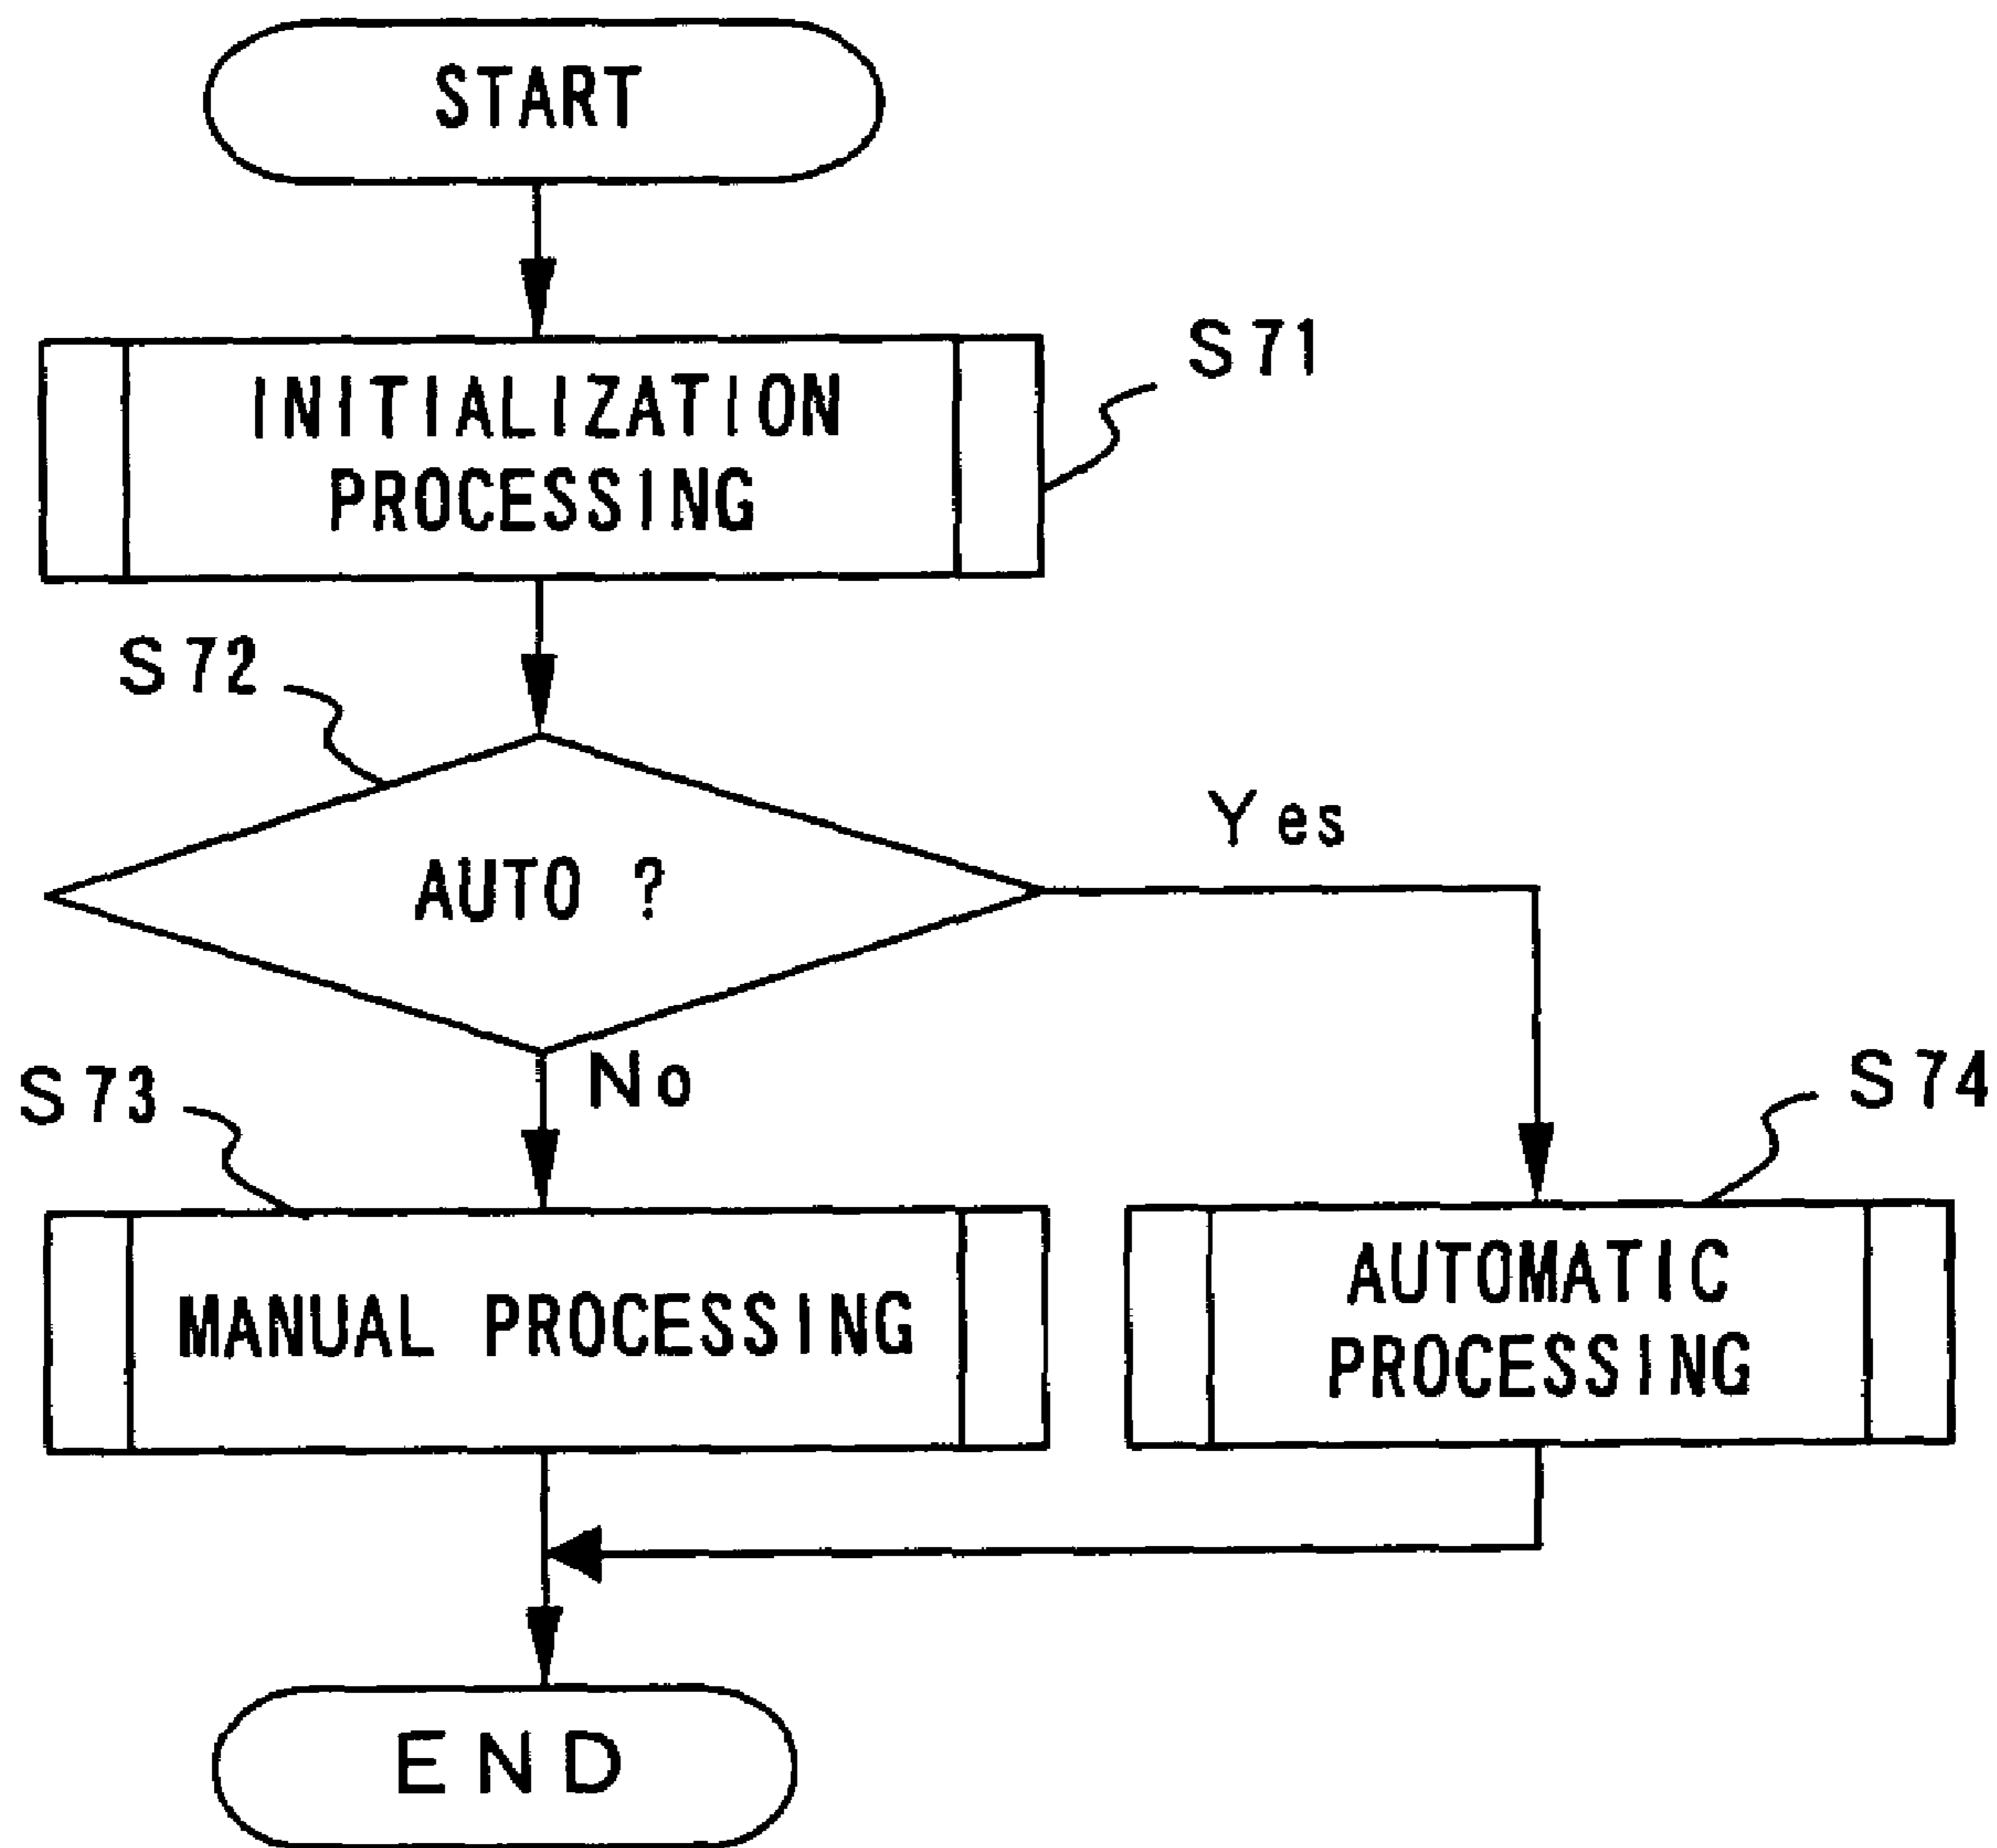 START
INITIALIZATION
PROCESSING
S71
S72
AUTO ?
Yes
No
S73
MANUAL PROCESSING
S74
AUTOMATIC
PROCESSING
END